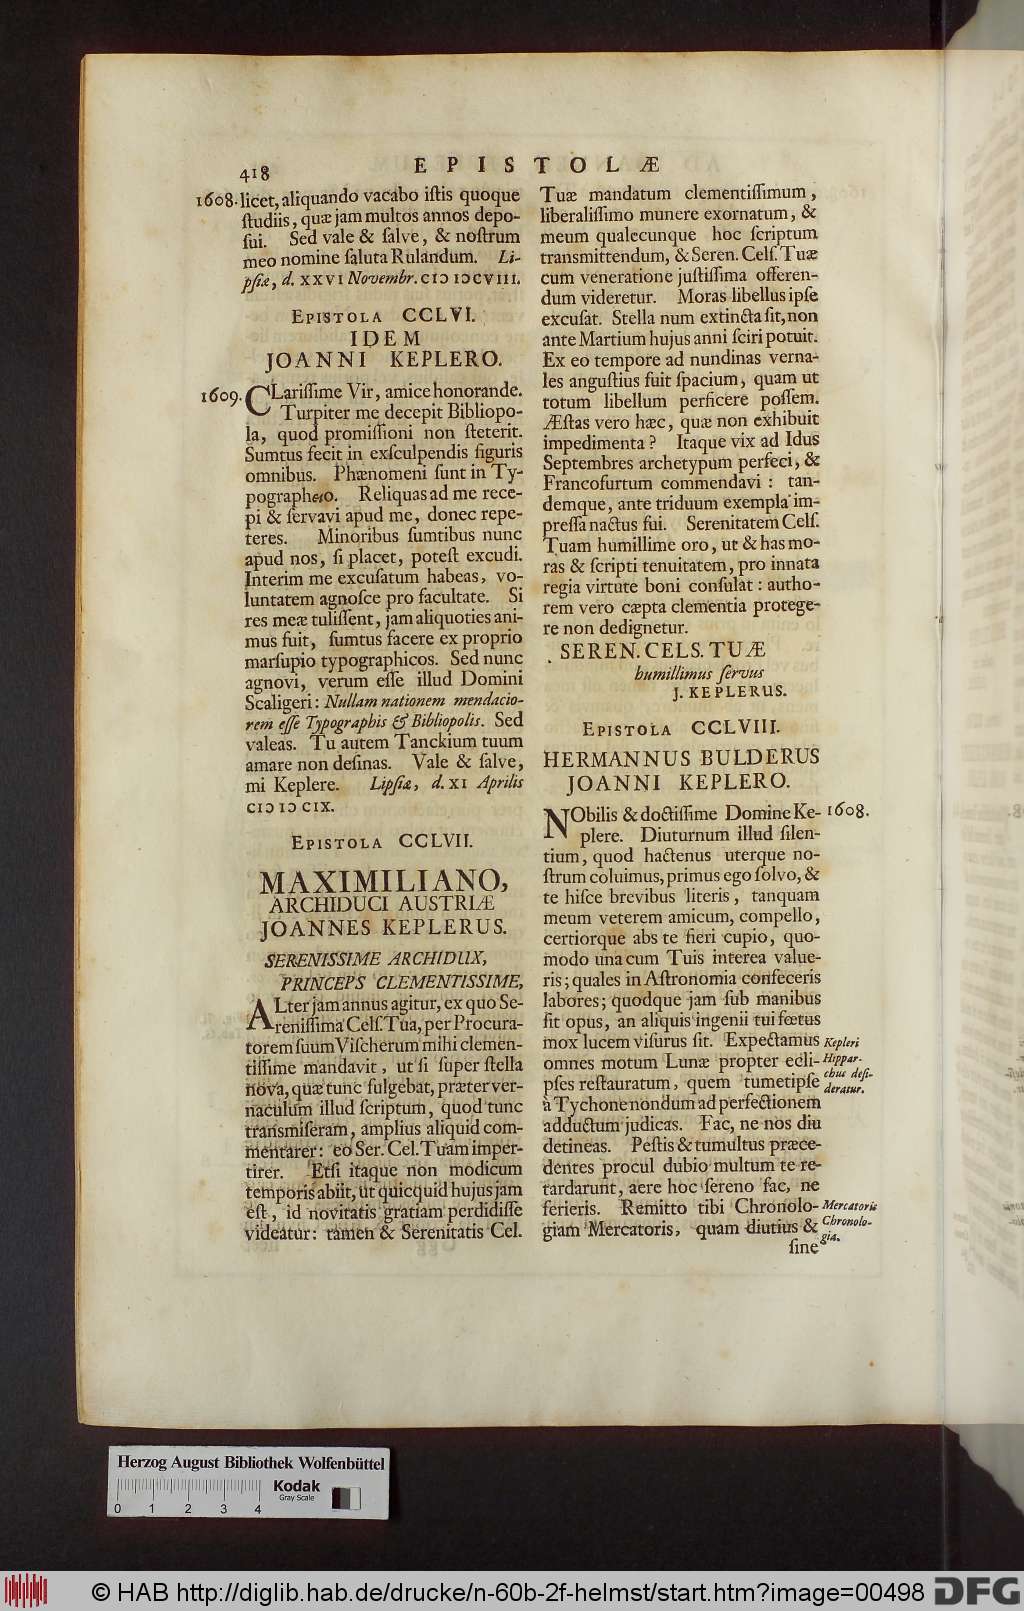 418 EPISTOLÆ
1608. licet, aliquando vacabo iſtis quoque
ſtudiis, quæ jam multos annos depo-
ſui. Sed vale & ſalve, & noſtrum
meo nomine ſaluta Rulandum. Li-
pſiæ, d. XXVI Novembr. CIↃ IↃCVIII.
EPISTOLA CCLVI.
IDEM
JOANNI KEPLERO.
1609. CLariſſime Vir, amice honorande.
Turpiter me decepit Bibliopo-
la, quod promiſſioni non ſteterit.
Sumtus fecit in exſculpendis figuris
omnibus. Phænomeni ſunt in Ty-
pographeio. Reliquas ad me rece-
pi & ſervavi apud me, donec repe-
teres. Minoribus ſumtibus nunc
apud nos, ſi placet, poteſt excudi.
Interim me excuſatum habeas, vo-
luntatem agnoſce pro facultate. Si
res meæ tuliſſent, jam aliquoties ani-
mus fuit, ſumtus facere ex proprio
marſupio typographicos. Sed nunc
agnovi, verum eſſe illud Domini
Scaligeri: Nullam nationem mendacio-
rem eſſe Typographis & Bibliopolis. Sed
valeas. Tu autem Tanckium tuum
amare non deſinas. Vale & ſalve,
mi Keplere. Lipſiæ, d. XI Aprilis
CIↃ IↃ CIX.
EPISTOLA CCLVII.
MAXIMILIANO,
ARCHIDUCI AUSTRIÆ
JOANNES KEPLERUS.
SERENISSIME ARCHIDUX,
PRINCEPS CLEMENTISSIME,
ALter jam annus agitur, ex quo Se-
reniſſima Celſ. Tua, per Procura-
torem ſuum Viſcherum mihi clemen-
tiſſime mandavit, ut ſi ſuper ſtella
nova, quæ tunc fulgebat, præter ver-
naculum illud ſcriptum, quod tunc
transmiſeram, amplius aliquid com-
mentarer: eo Ser. Cel. Tuam imper-
tirer. Etſi itaque non modicum
temporis abiit, ut quicquid hujus jam
eſt, id novitatis gratiam perdidiſſe
videatur: tamen & Serenitatis Cel.
Tuæ mandatum clementiſſimum,
liberaliſſimo munere exornatum, &
meum qualecunque hoc ſcriptum
transmittendum, & Seren. Celſ. Tuæ
cum veneratione juſtiſſima offeren-
dum videretur. Moras libellus ipſe
excuſat. Stella num extincta ſit, non
ante Martium hujus anni ſciri potuit.
Ex eo tempore ad nundinas verna-
les anguſtius fuit ſpacium, quam ut
totum libellum perficere poſſem.
Æſtas vero hæc, quæ non exhibuit
impedimenta? Itaque vix ad Idus
Septembres archetypum perfeci, &
Francofurtum commendavi: tan-
demque, ante triduum exempla im-
preſſa nactus fui. Serenitatem Celſ.
Tuam humillime oro, ut & has mo-
ras & ſcripti tenuitatem, pro innata
regia virtute boni conſulat: autho-
rem vero cæpta clementia protege-
re non dedignetur.
SEREN. CELS. TUÆ
humillimus ſervus
J. KEPLERUS.
EPISTOLA CCLVIII.
HERMANNUS BULDERUS
JOANNI KEPLERO.
NObilis & doctiſſime Domine Ke- 1608.
plere. Diuturnum illud ſilen-
tium, quod hactenus uterque no-
ſtrum coluimus, primus ego ſolvo, &
te hiſce brevibus literis, tanquam
meum veterem amicum, compello,
certiorque abs te fieri cupio, quo-
modo una cum Tuis interea value-
ris; quales in Aſtronomia confeceris
labores; quodque jam ſub manibus
ſit opus, an aliquis ingenii tui fœtus
mox lucem viſurus ſit. Expectamus Kepleri
omnes motum Lunæ propter ecli- Hippar-
pſes reſtauratum, quem tumetipſe chus deſi-
à Tychone nondum ad perfectionem deratur.
adductum judicas. Fac, ne nos diu
detineas. Peſtis & tumultus præce-
dentes procul dubio multum te re-
tardarunt, aere hoc ſereno fac, ne
ferieris. Remitto tibi Chronolo- Mercatoris
giam Mercatoris, quam diutius & Chronolo-
ſine gia.
Herzog August Bibliothek Wolfenbüttel
Kodak
Gray Scale
0 1 2 3 4
© HAB http://diglib.hab.de/drucke/n-60b-2f-helmst/start.htm?image=00498 DFG